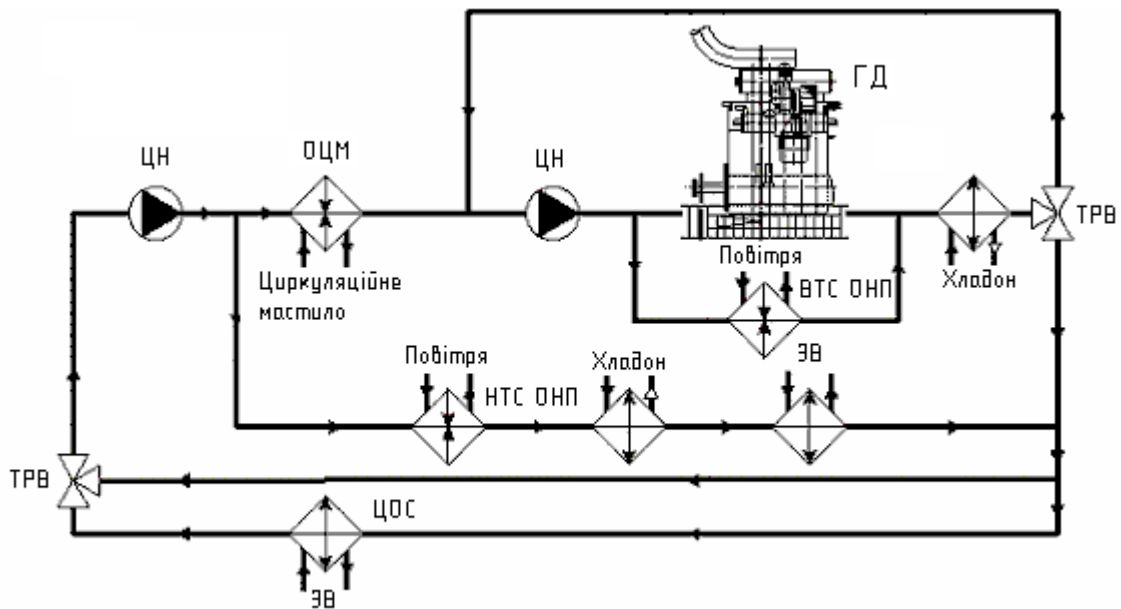 ГД
ЦН
ОЦМ
ЦН
ТРВ
Повітря
Хладон
Циркуляційне
мастило
ВТС ОНП
Повітря
Хладон
ЗВ
НТС ОНП
ТРВ
ЦОС
ЗВ